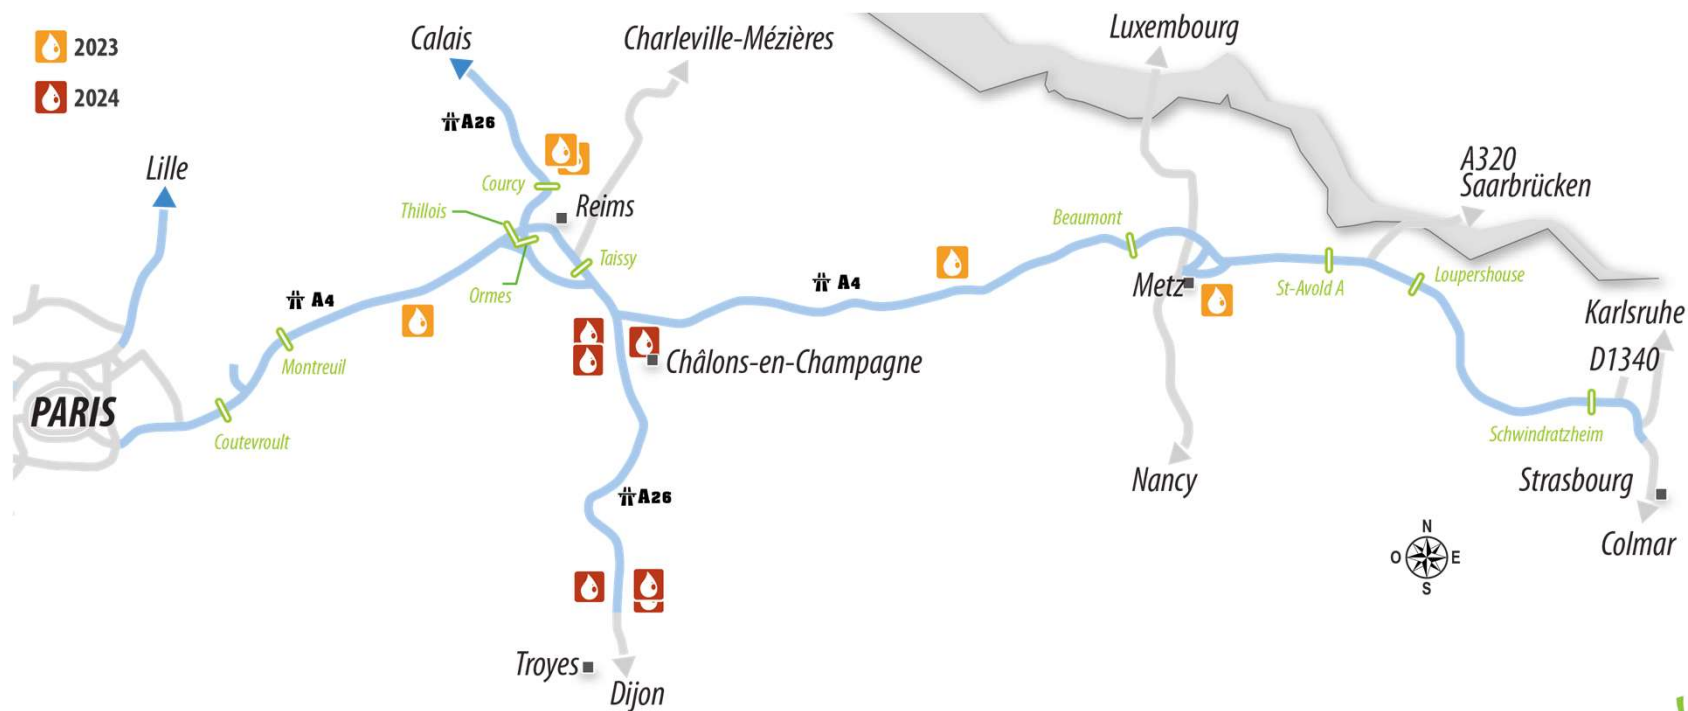 2023
2024
Calais
Charleville-Mézières
Luxembourg
A26
Lille
A320
Saarbrücken
Courcy
Thillois
Reims
Beaumont
Taissy
Ormes
A4
A4
Metz
St-Avold A
Loupershouse
Karlsruhe
Montreuil
Châlons-en-Champagne
D1340
PARIS
Coutevroult
Schwindratzheim
Nancy
Strasbourg
A26
N
O
E
S
Colmar
Troyes
Dijon